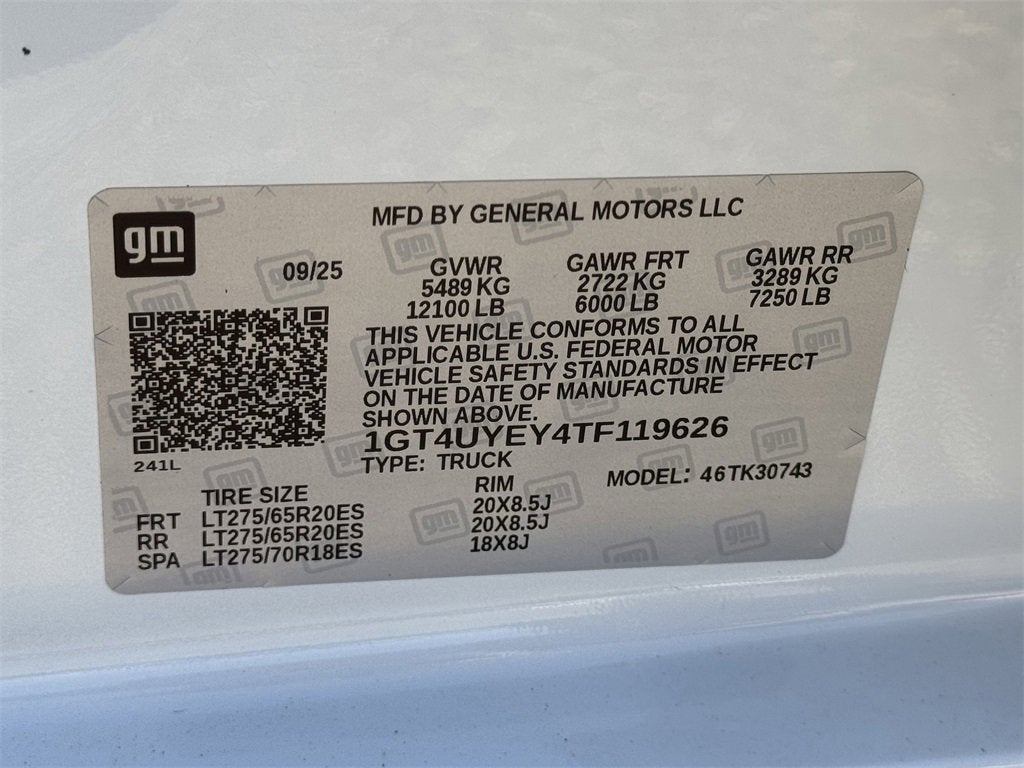 gm
MFD BY GENERAL MOTORS LLC
09/25
GVWR GAWR FRT GAWR RR
5489 KG 2722 KG 3289 KG
12100 LB 6000 LB 7250 LB
THIS VEHICLE CONFORMS TO ALL
APPLICABLE U.S. FEDERAL MOTOR
VEHICLE SAFETY STANDARDS IN EFFECT
ON THE DATE OF MANUFACTURE
SHOWN ABOVE.
1GT4UYEY4TF119626
241L
TYPE: TRUCK MODEL: 46TK30743
TIRE SIZE RIM
FRT LT275/65R20ES 20X8.5J
RR LT275/65R20ES 20X8.5J
SPA LT275/70R18ES 18X8J